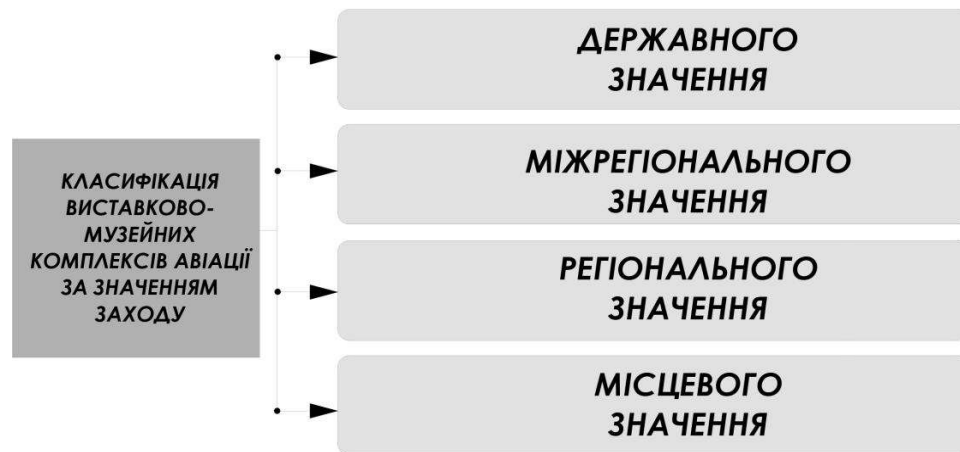 КЛАСИФІКАЦІЯ
ВИСТАВКОВО-
МУЗЕЙНИХ
КОМПЛЕКСІВ АВІАЦІЇ
ЗА ЗНАЧЕННЯМ
ЗАХОДУ
ДЕРЖАВНОГО
ЗНАЧЕННЯ
МІЖРЕГІОНАЛЬНОГО
ЗНАЧЕННЯ
РЕГІОНАЛЬНОГО
ЗНАЧЕННЯ
МІСЦЕВОГО
ЗНАЧЕННЯ